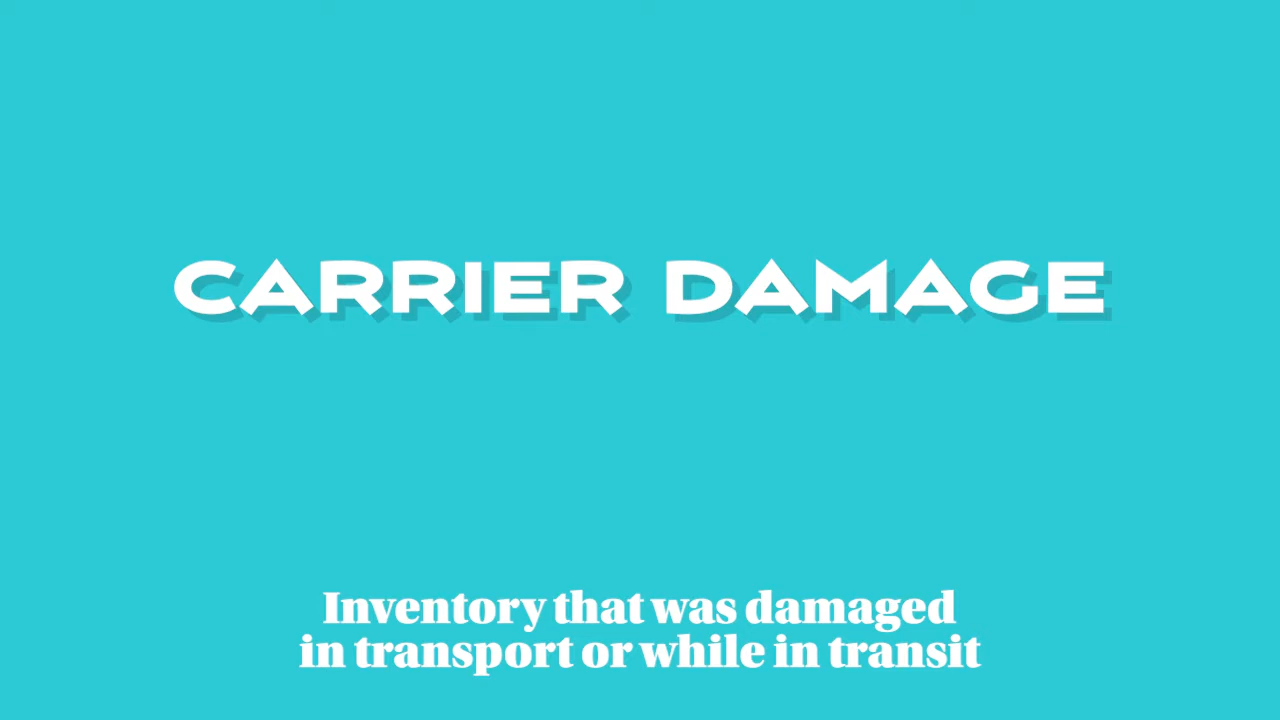 CARRIER DAMAGE
Inventory that was damaged
in transport or while in transit